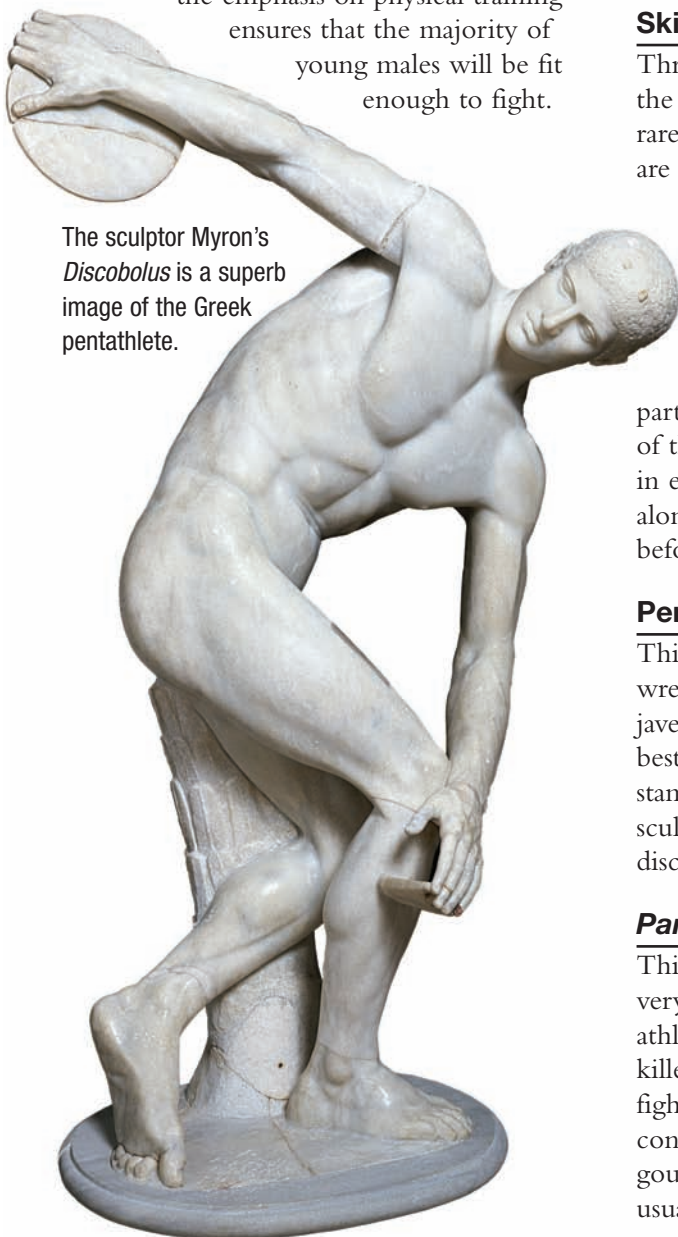 the emphasis on physical training
ensures that the majority of
young males will be fit
enough to fight.
The sculptor Myron's
Discobolus is a superb
image of the Greek
pentathlete.
Ski
Thr
the
rare
are
part
of t
in e
alon
befo
Per
Thi
wre
jave
best
stan
scul
disc
Par
Thi
very
athl
kille
figh
con
gou
usua